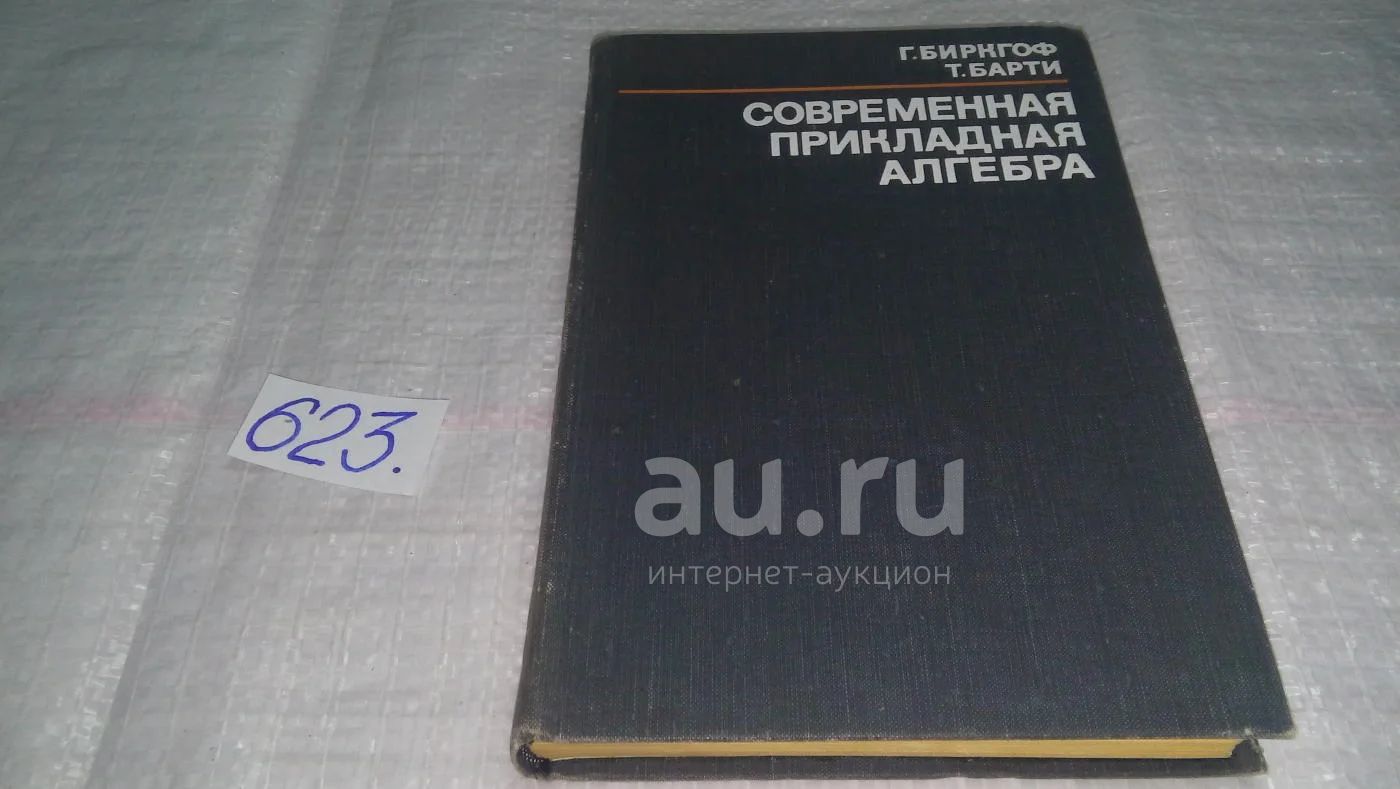 Г. БИРКГОФ
Т. БАРТИ
СОВРЕМЕННАЯ
ПРИКЛАДНАЯ
АЛГЕБРА
623.
au.ru
интернет-аукцион